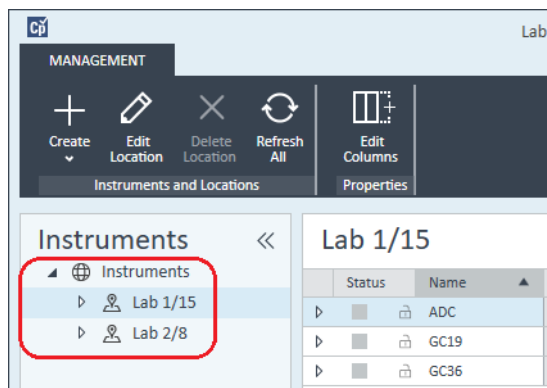 Cp
Lab
MANAGEMENT
Create
Edit
Location
Delete
Location
Refresh
All
Edit
Columns
Instruments and Locations
Properties
Instruments
Lab 1/15
Instruments
Lab 1/15
Lab 2/8
Status
Name
ADC
GC19
GC36